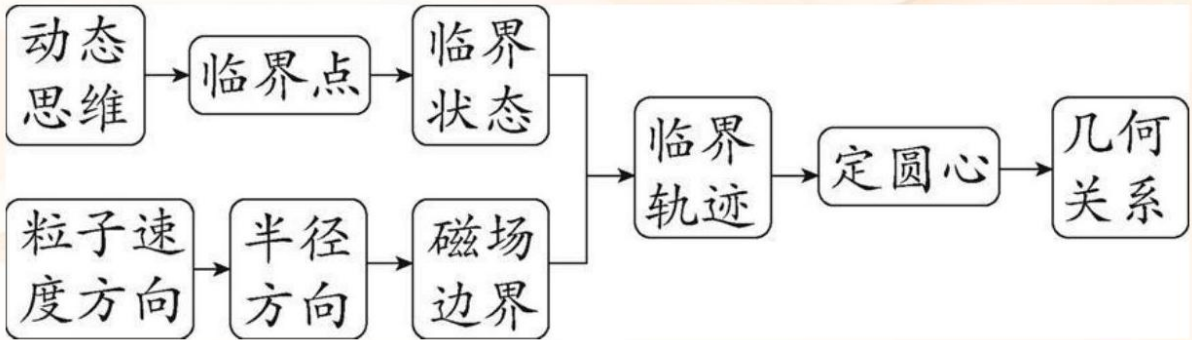 动态
思维
临界点
临界
状态
粒子速
度方向
半径
方向
磁场
边界
临界
轨迹
定圆心
几何
关系